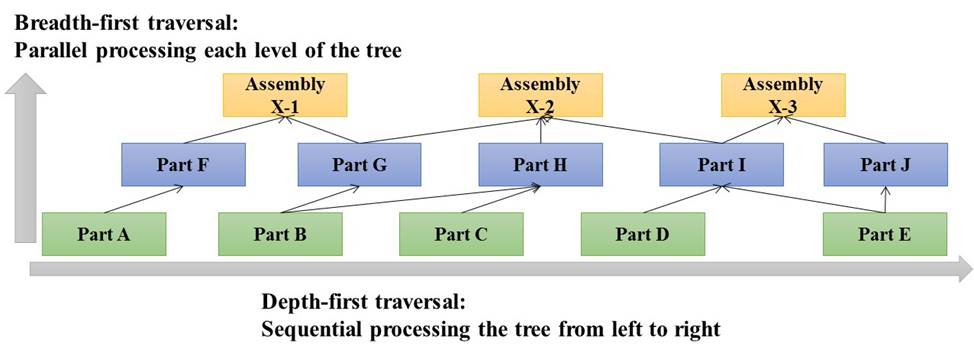 Breadth-first traversal:
Parallel processing each level of the tree
Assembly
X-1
Assembly
X-2
Assembly
X-3
Part F
Part G
Part H
Part I
Part J
Part A
Part B
Part C
Part D
Part E
Depth-first traversal:
Sequential processing the tree from left to right